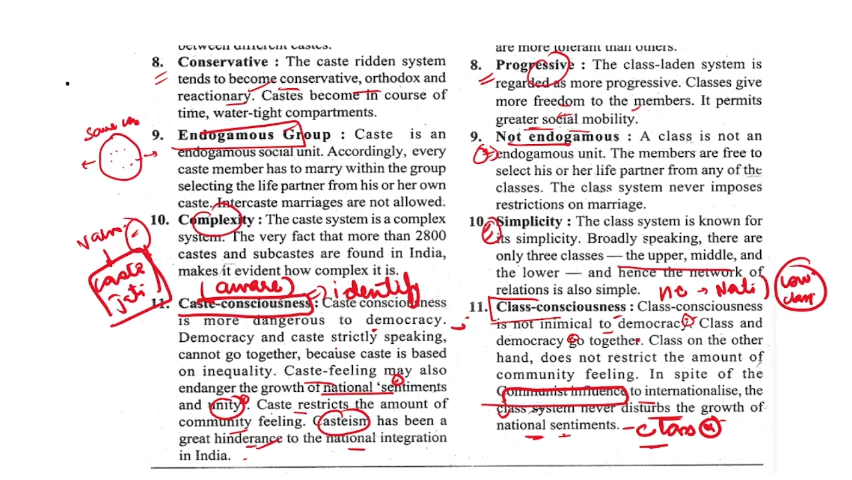 between different castes.
8. Conservative : The caste ridden system
tends to become conservative, orthodox and
reactionary. Castes become in course of
time, water-tight compartments.
9. Endogamous Group : Caste is an
endogamous social unit. Accordingly, every
caste member has to marry within the group
selecting the life partner from his or her own
caste. Intercaste marriages are not allowed.
10. Complexity : The caste system is a complex
system. The very fact that more than 2800
castes and subcastes are found in India,
makes it evident how complex it is.
(aware)
identify
11. Caste-consciousness : Caste consciousness
is more dangerous to democracy.
Democracy and caste strictly speaking,
cannot go together, because caste is based
on inequality. Caste-feeling may also
endanger the growth of national 'sentiments
and unity'. Caste restricts the amount of
community feeling. Casteism has been a
great hinderance to the national integration
in India.
Caste
Jati
are more tolerant than others.
8. Progressive : The class-laden system is
regarded as more progressive. Classes give
more freedom to the members. It permits
greater social mobility.
9. Not endogamous : A class is not an
endogamous unit. The members are free to
select his or her life partner from any of the
classes. The class system never imposes
restrictions on marriage.
10. Simplicity : The class system is known for
its simplicity. Broadly speaking, there are
only three classes — the upper, middle, and
the lower — and hence the network of
relations is also simple.
Low
class
11. Class-consciousness : Class-consciousness
is not inimical to democracy. Class and
democracy go together. Class on the other
hand, does not restrict the amount of
community feeling. In spite of the
Communist influence to internationalise, the
class system never disturbs the growth of
national sentiments.
- class